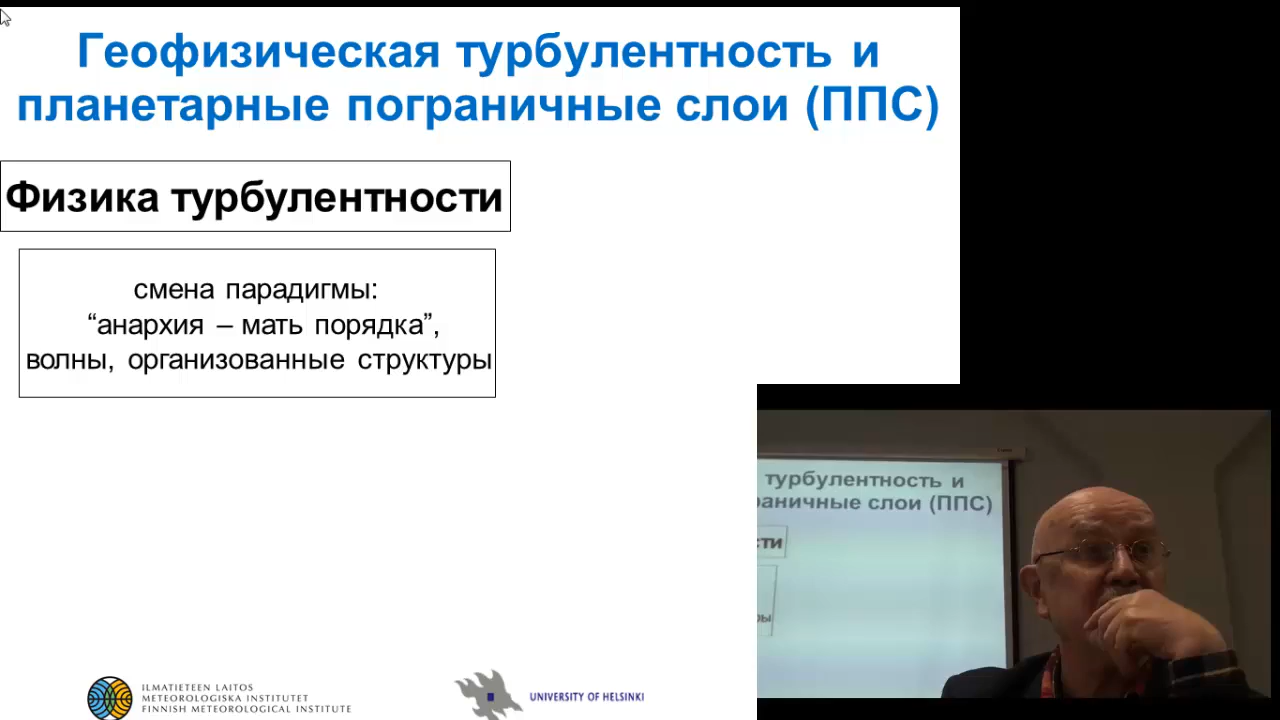 Геофизическая турбулентность и
планетарные пограничные слои (ППС)
Физика турбулентности
смена парадигмы:
“анархия – мать порядка”,
волны, организованные структуры
ILMATIETEEN LAITOS
METEOROLOGISKA INSTITUTET
FINNISH METEOROLOGICAL INSTITUTE
UNIVERSITY OF HELSINKI
турбулентность и
раничные слои (ППС)
сти
ры